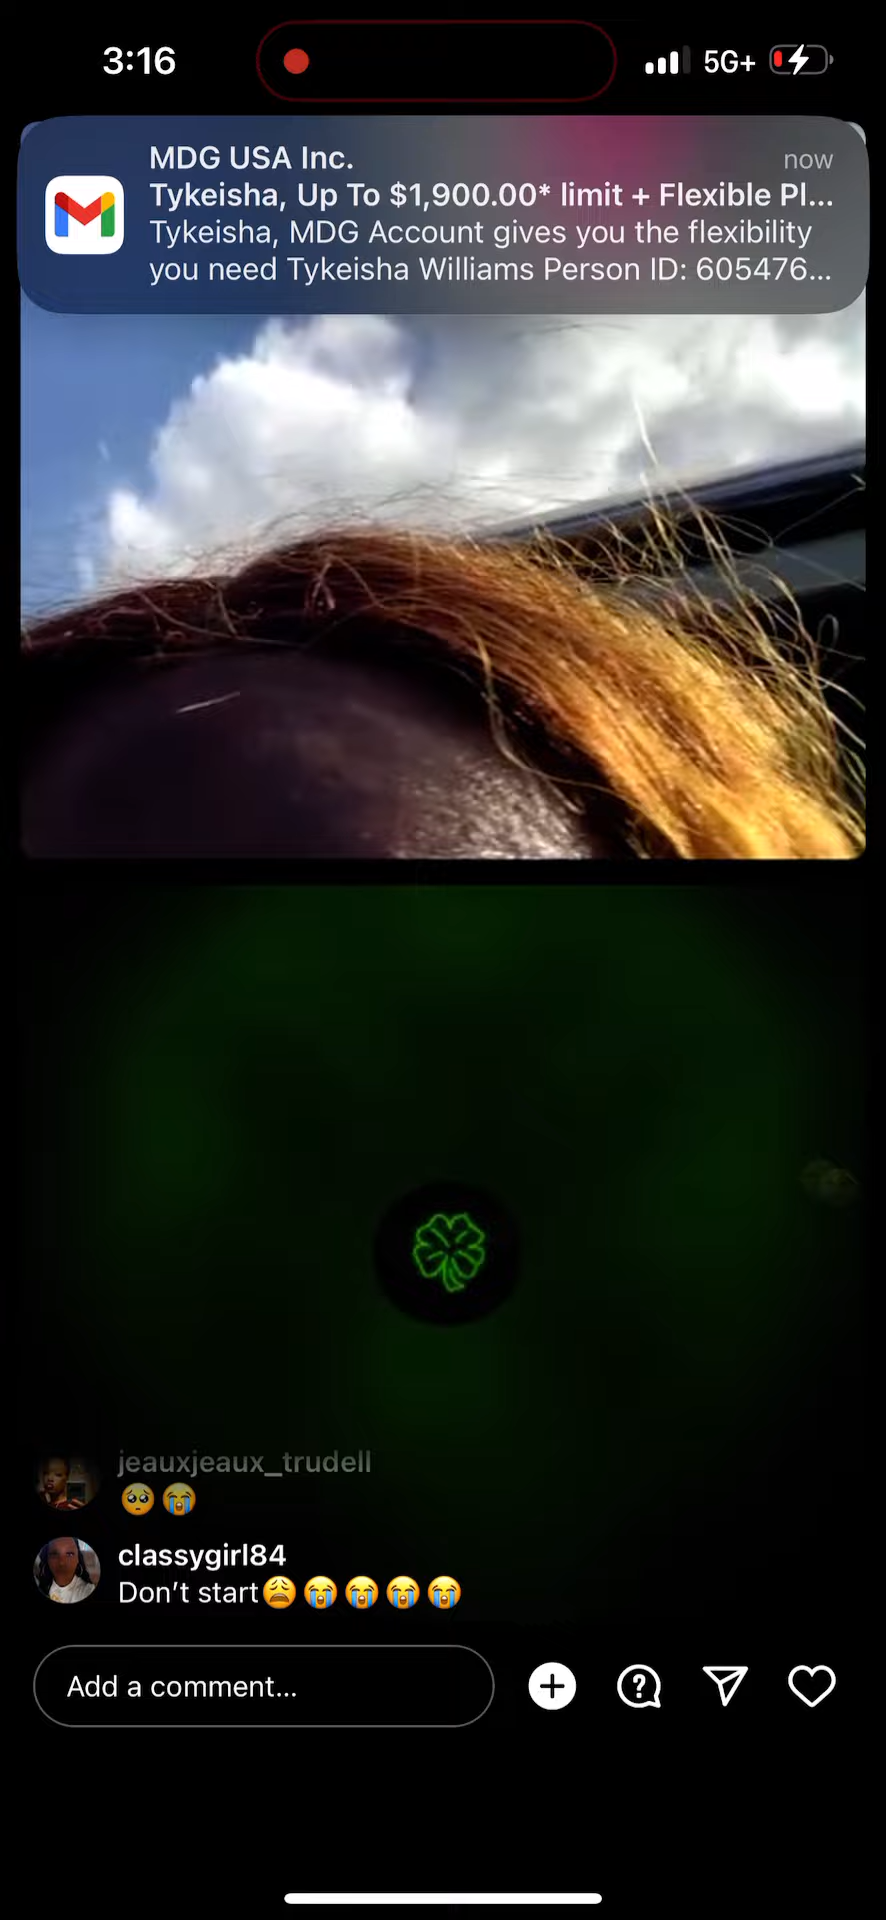 3:16
5G+
MDG USA Inc.
now
Tykeisha, Up To $1,900.00* limit + Flexible Pl...
Tykeisha, MDG Account gives you the flexibility
you need Tykeisha Williams Person ID: 605476...
jeauxjeaux_trudell
🥺😭
classygirl84
Don’t start😩😭😭😭😭
Add a comment...